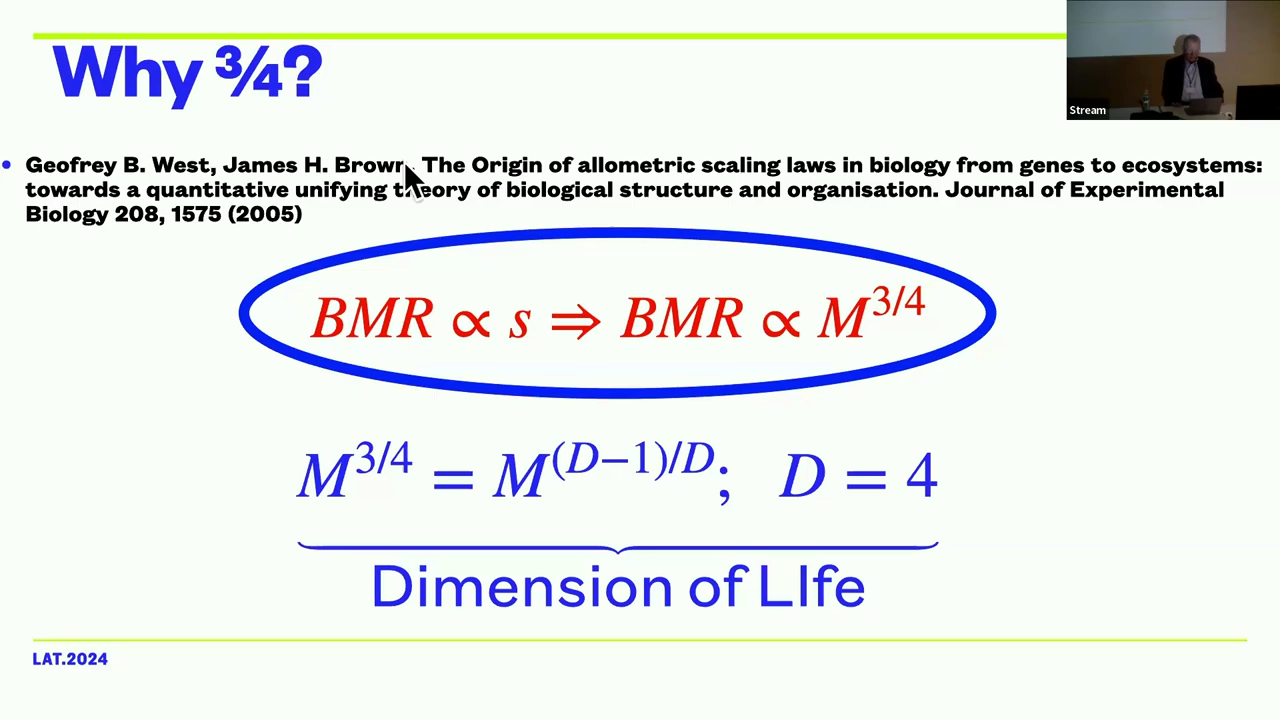 Why ¾?
Stream
• Geofrey B. West, James H. Brown, The Origin of allometric scaling laws in biology from genes to ecosystems:
towards a quantitative unifying theory of biological structure and organisation. Journal of Experimental
Biology 208, 1575 (2005)
BMR ∝ s ⇒ BMR ∝ M^{3/4}
M^{3/4} = M^{(D−1)/D}; D = 4
Dimension of LIfe
LAT.2024